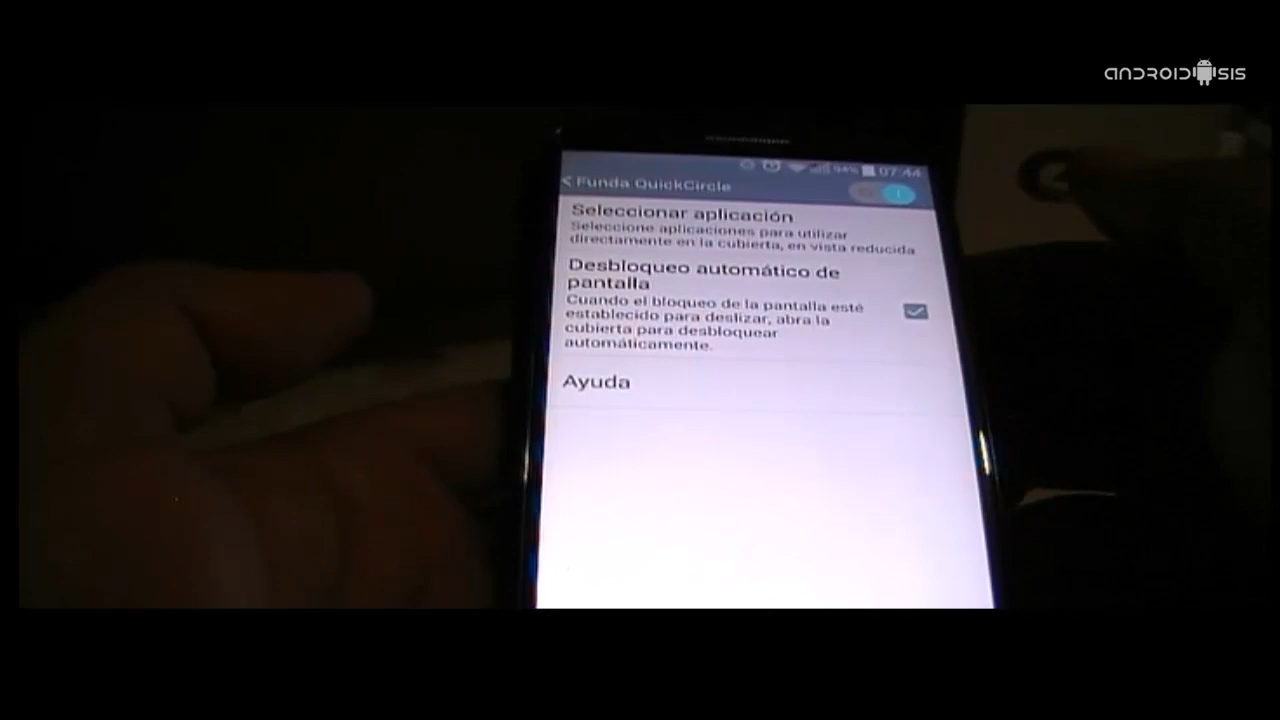 ANDROIDSIS
94% 07:44
< Funda QuickCircle
Seleccionar aplicación
Seleccione aplicaciones para utilizar
directamente en la cubierta, en vista reducida
Desbloqueo automático de
pantalla
Cuando el bloqueo de la pantalla esté
establecido para deslizar, abra la
cubierta para desbloquear
automáticamente.
Ayuda